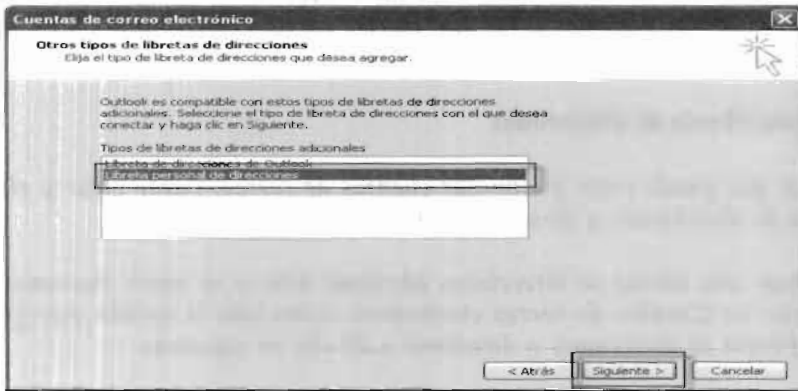 Cuentas de correo electrónico
Otros tipos de libretas de direcciones
Elija el tipo de libreta de direcciones que desea agregar.
Outlook es compatible con estos tipos de libretas de direcciones
adicionales. Seleccione el tipo de libreta de direcciones con el que desea
conectar y haga clic en Siguiente.
Tipos de libretas de direcciones adicionales
Libreta de direcciones de Outlook
Libreta personal de direcciones
< Atrás
Siguiente >
Cancelar